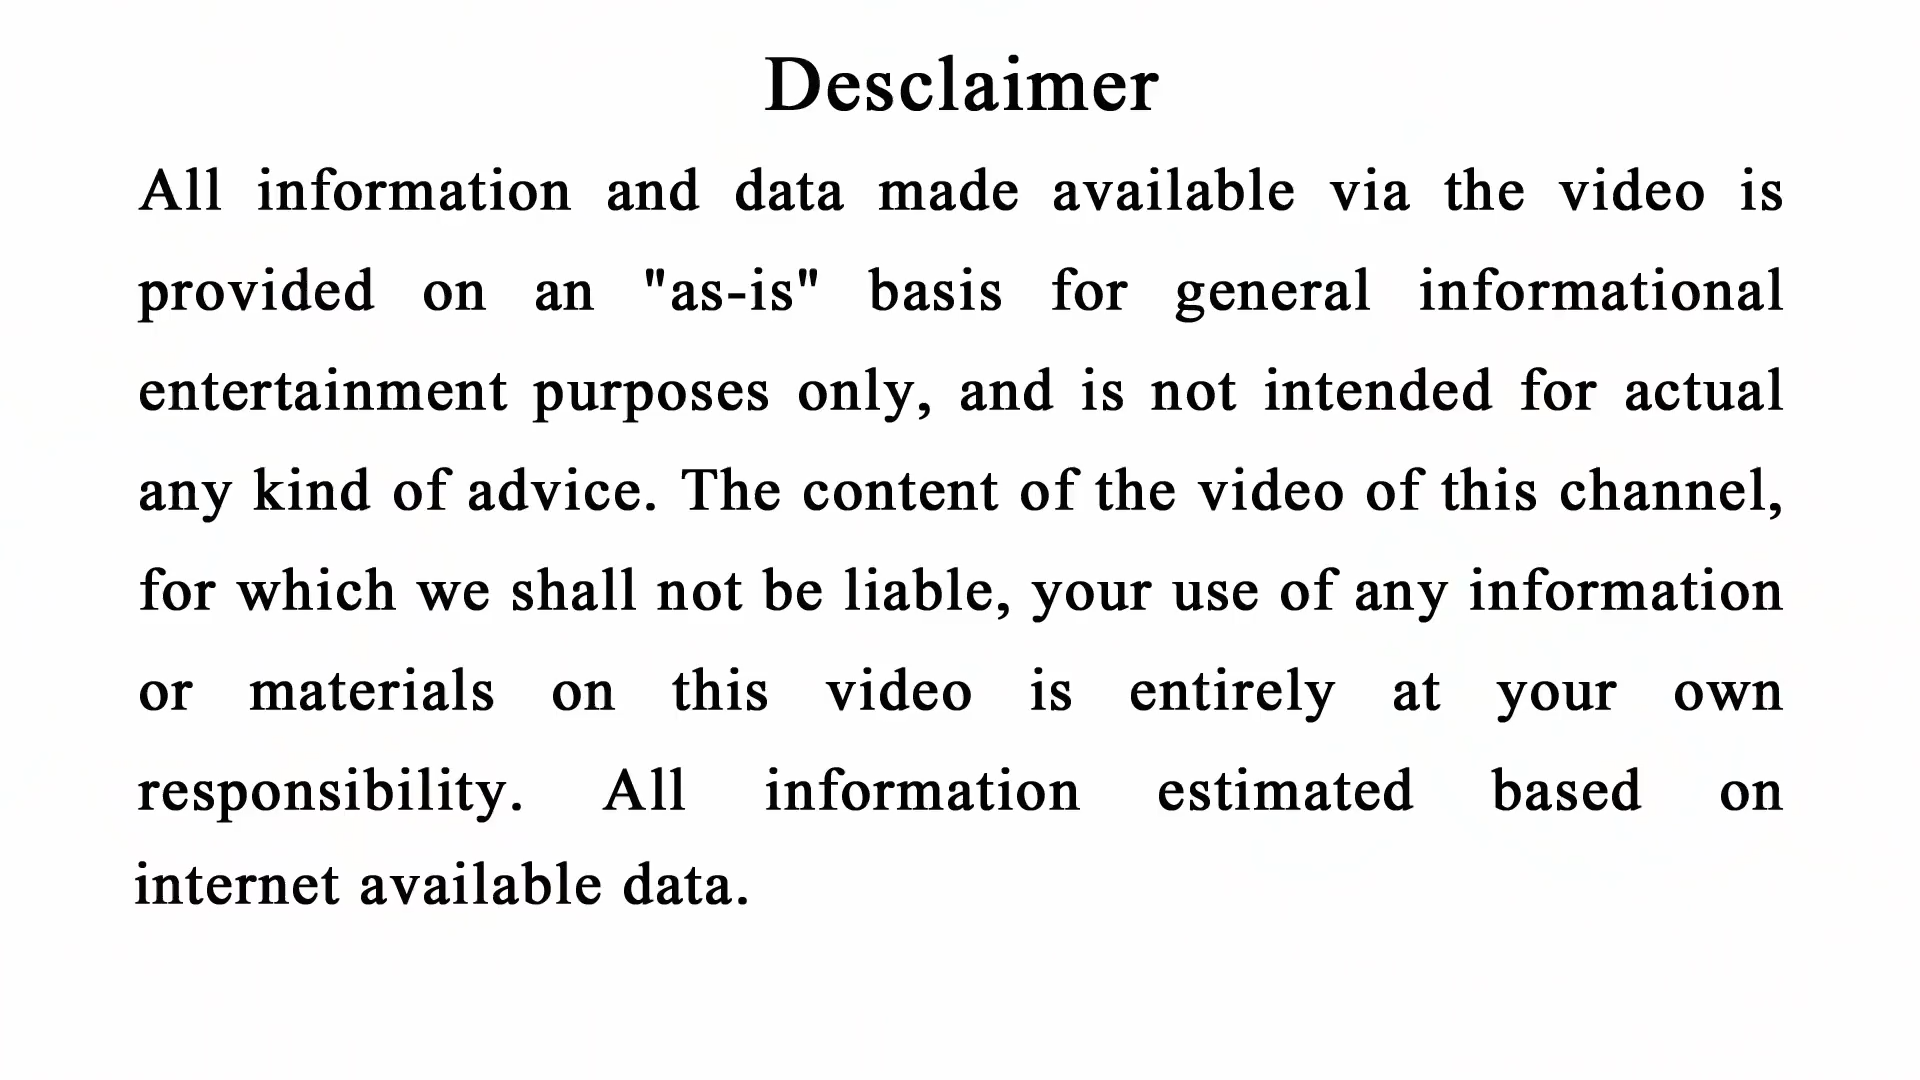 Desclaimer
All information and data made available via the video is
provided on an "as-is" basis for general informational
entertainment purposes only, and is not intended for actual
any kind of advice. The content of the video of this channel,
for which we shall not be liable, your use of any information
or materials on this video is entirely at your own
responsibility. All information estimated based on
internet available data.